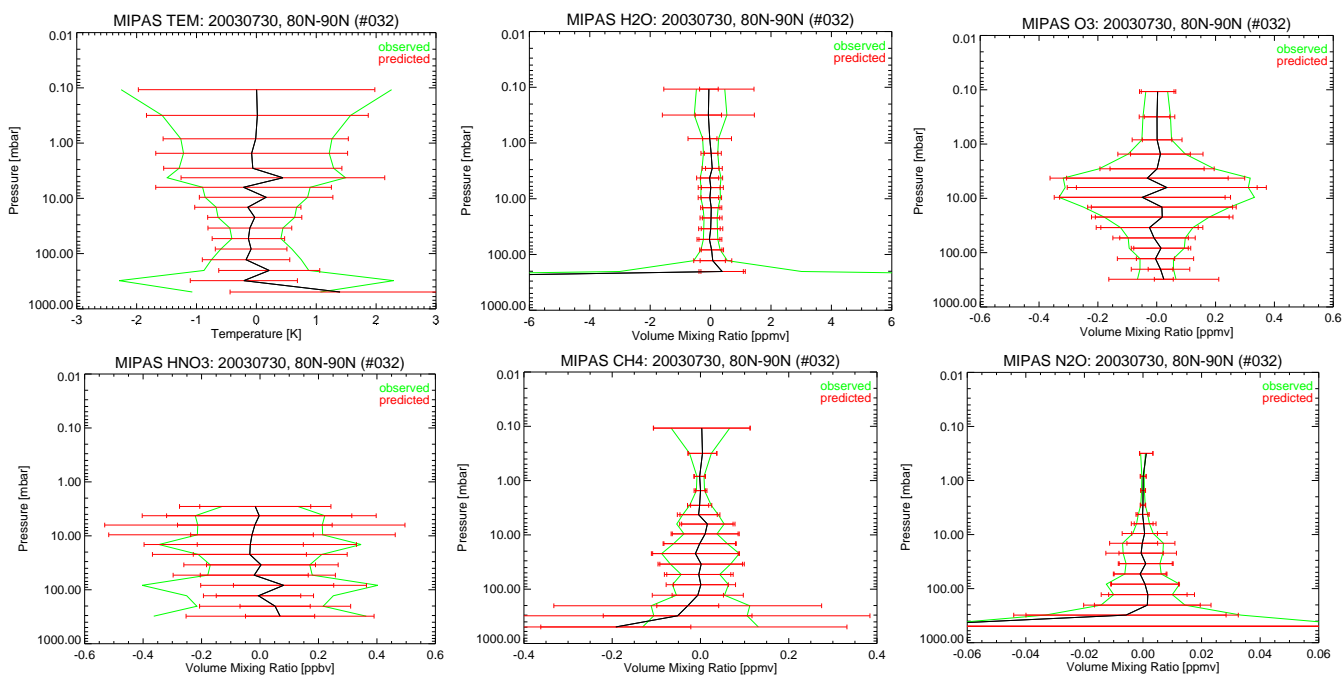 MIPAS TEM: 20030730, 80N-90N (#032)
observed
predicted
0.01
0.10
1.00
10.00
100.00
1000.00
Pressure [mbar]
-3 -2 -1 0 1 2 3
Temperature [K]
MIPAS H2O: 20030730, 80N-90N (#032)
observed
predicted
0.01
0.10
1.00
10.00
100.00
1000.00
Pressure [mbar]
-6 -4 -2 -0 2 4 6
Volume Mixing Ratio [ppmv]
MIPAS O3: 20030730, 80N-90N (#032)
observed
predicted
0.01
0.10
1.00
10.00
100.00
1000.00
Pressure [mbar]
-0.6 -0.4 -0.2 0.0 0.2 0.4 0.6
Volume Mixing Ratio [ppmv]
MIPAS HNO3: 20030730, 80N-90N (#032)
observed
predicted
0.01
0.10
1.00
10.00
100.00
1000.00
Pressure [mbar]
-0.6 -0.4 -0.2 0.0 0.2 0.4 0.6
Volume Mixing Ratio [ppbv]
MIPAS CH4: 20030730, 80N-90N (#032)
observed
predicted
0.01
0.10
1.00
10.00
100.00
1000.00
Pressure [mbar]
-0.4 -0.2 0.0 0.2 0.4
Volume Mixing Ratio [ppmv]
MIPAS N2O: 20030730, 80N-90N (#032)
observed
predicted
0.01
0.10
1.00
10.00
100.00
1000.00
Pressure [mbar]
-0.06 -0.04 -0.02 0.00 0.02 0.04 0.06
Volume Mixing Ratio [ppmv]